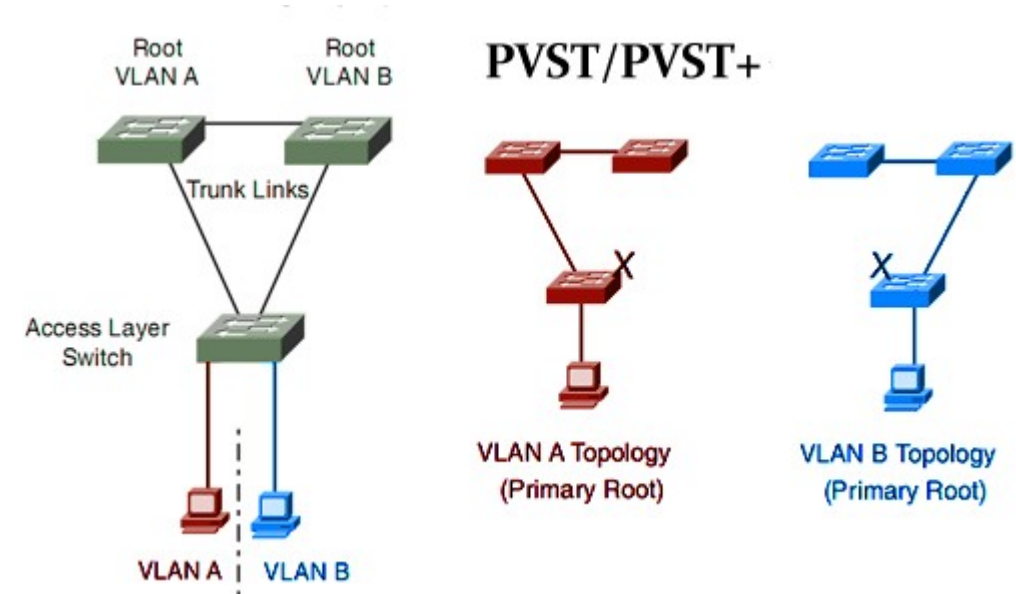 Root
VLAN A
Root
VLAN B
PVST/PVST+
Trunk Links
Access Layer
Switch
X
X
VLAN A Topology
(Primary Root)
VLAN B Topology
(Primary Root)
VLAN A
VLAN B